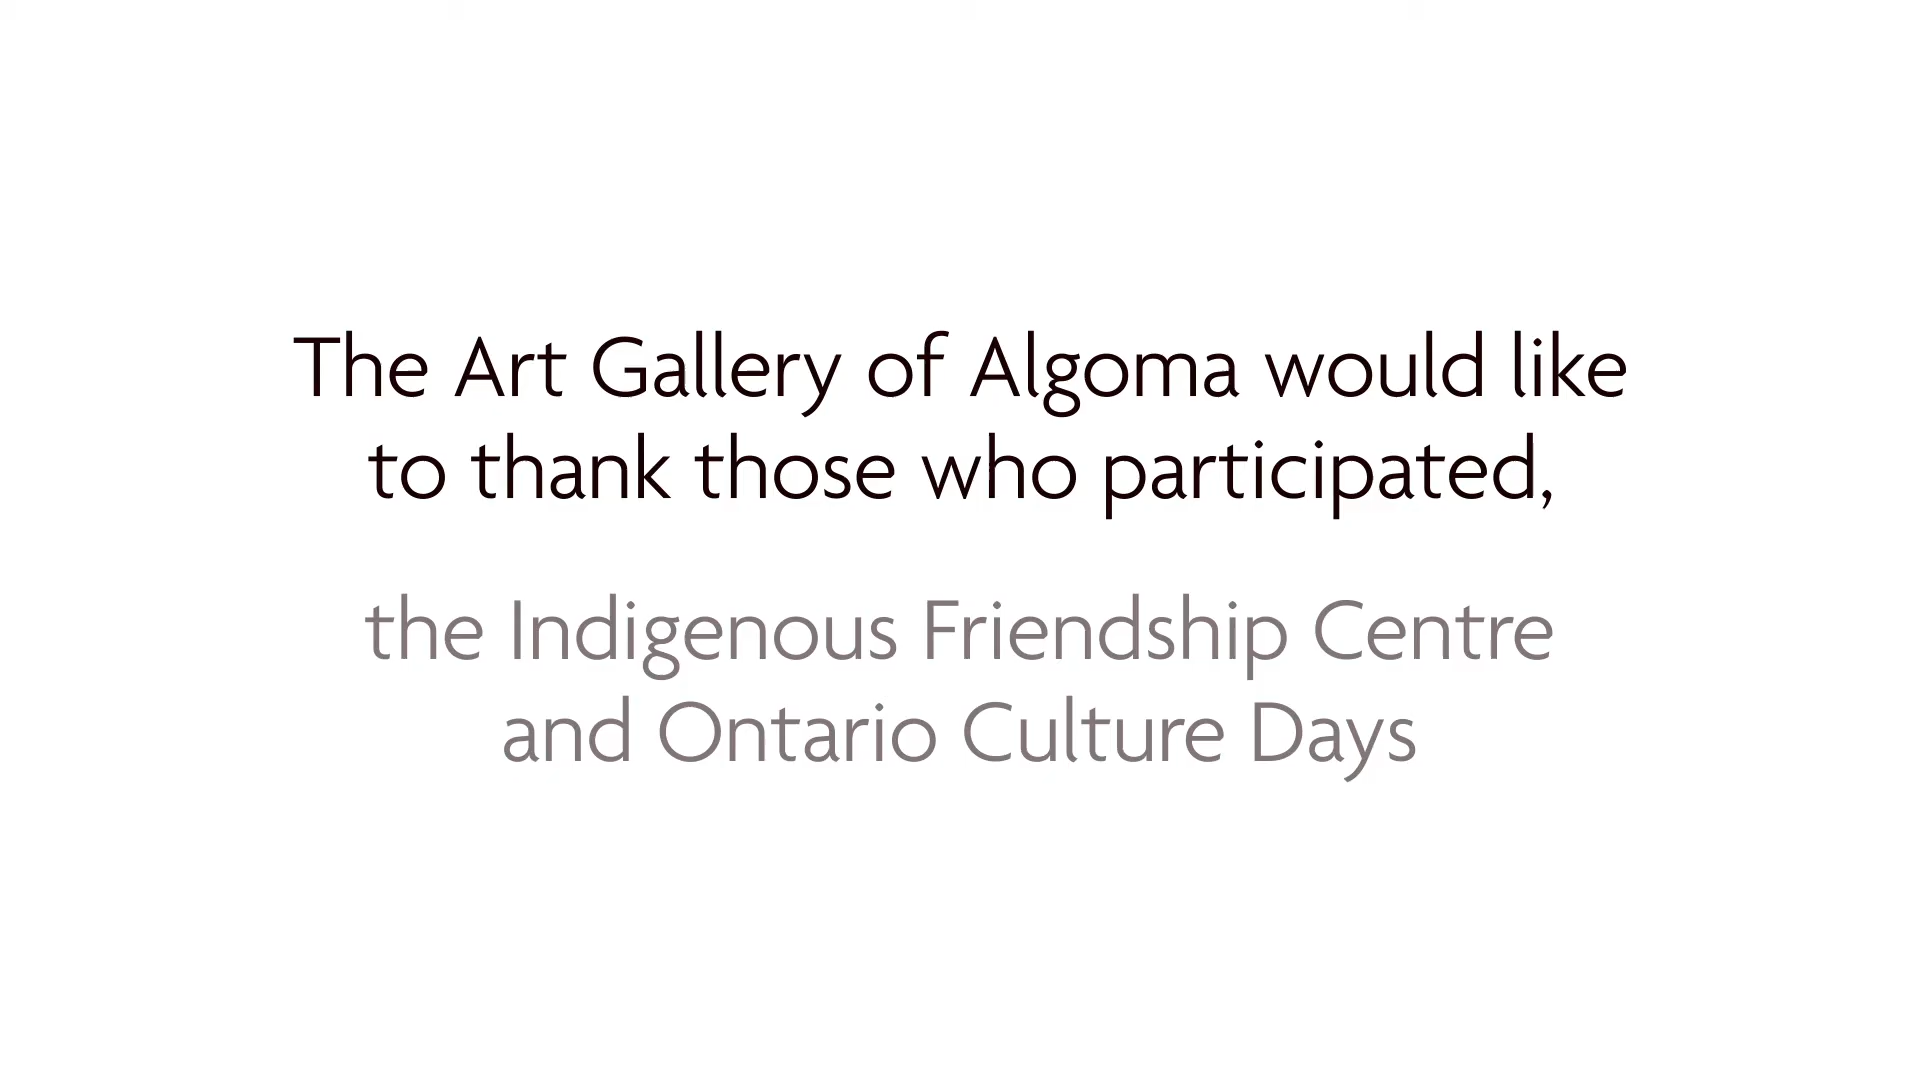 The Art Gallery of Algoma would like
to thank those who participated,
the Indigenous Friendship Centre
and Ontario Culture Days